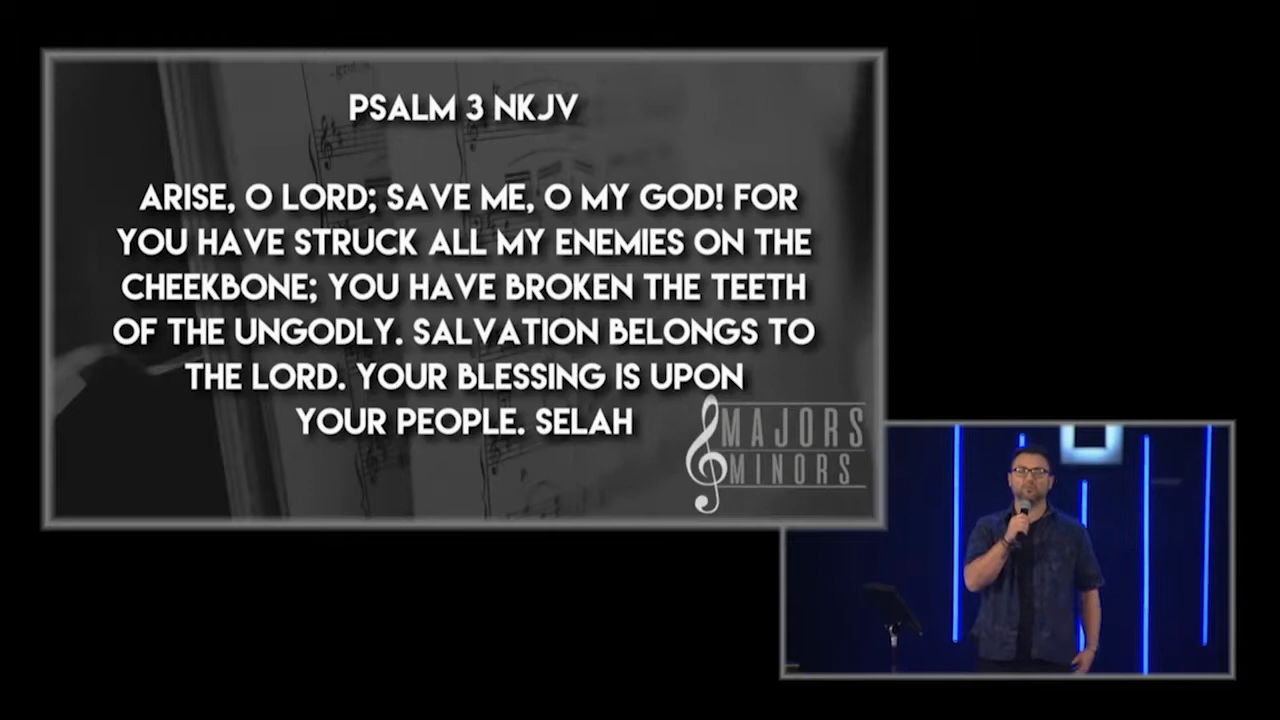 PSALM 3 NKJV
ARISE, O LORD; SAVE ME, O MY GOD! FOR
YOU HAVE STRUCK ALL MY ENEMIES ON THE
CHEEKBONE; YOU HAVE BROKEN THE TEETH
OF THE UNGODLY. SALVATION BELONGS TO
THE LORD. YOUR BLESSING IS UPON
YOUR PEOPLE. SELAH
MAJORS
MINORS